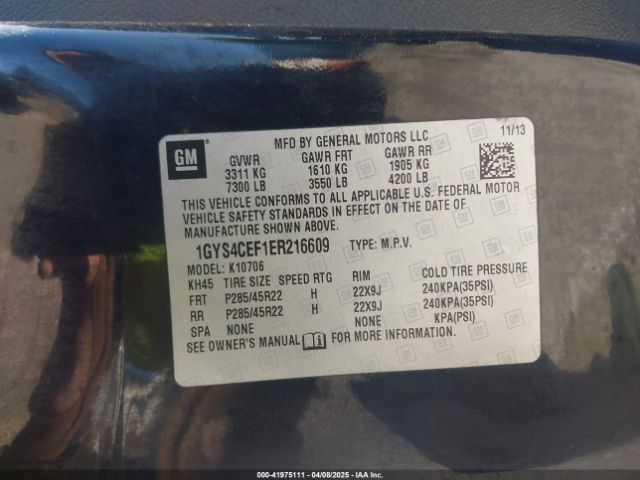 MFD BY GENERAL MOTORS LLC 11/13
GM GVWR GAWR FRT GAWR RR
3311 KG 1610 KG 1905 KG
7300 LB 3550 LB 4200 LB
THIS VEHICLE CONFORMS TO ALL APPLICABLE U.S. FEDERAL MOTOR
VEHICLE SAFETY STANDARDS IN EFFECT ON THE DATE OF
MANUFACTURE SHOWN ABOVE.
1GYS4CEF1ER216609 TYPE: M.P.V.
MODEL: K10706
KH45 TIRE SIZE SPEED RTG RIM COLD TIRE PRESSURE
FRT P285/45R22 H 22X9J 240KPA(35PSI)
RR P285/45R22 H 22X9J 240KPA(35PSI)
SPA NONE NONE KPA(PSI)
SEE OWNER'S MANUAL FOR MORE INFORMATION.
000-41975111 - 04/08/2025 - IAA Inc.